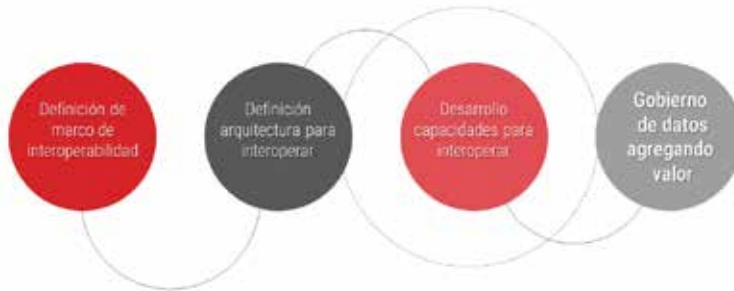 Definición de
marco de
interoperabilidad
Definición
arquitectura para
interoperar
Desarrollo
capacidades para
interoperar
Gobierno
de datos
agregando
valor